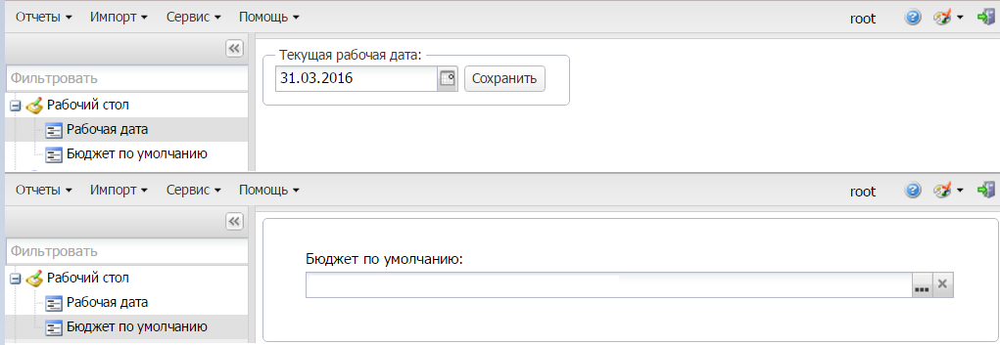 Отчеты Импорт Сервис Помощь root
Текущая рабочая дата:
Фильтровать
31.03.2016 Сохранить
Рабочий стол
Рабочая дата
Бюджет по умолчанию
Отчеты Импорт Сервис Помощь root
Фильтровать
Бюджет по умолчанию:
Рабочий стол
Рабочая дата
Бюджет по умолчанию